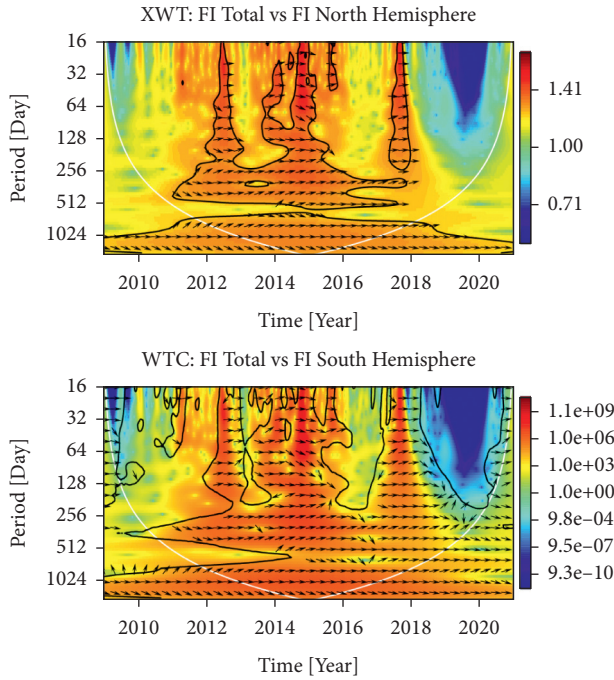 XWT: FI Total vs FI North Hemisphere
Period [Day]
16
32
64
128
256
512
1024
2010 2012 2014 2016 2018 2020
Time [Year]
1.41
1.00
0.71
WTC: FI Total vs FI South Hemisphere
Period [Day]
16
32
64
128
256
512
1024
2010 2012 2014 2016 2018 2020
Time [Year]
1.1e+09
1.0e+06
1.0e+03
1.0e+00
9.8e−04
9.5e−07
9.3e−10